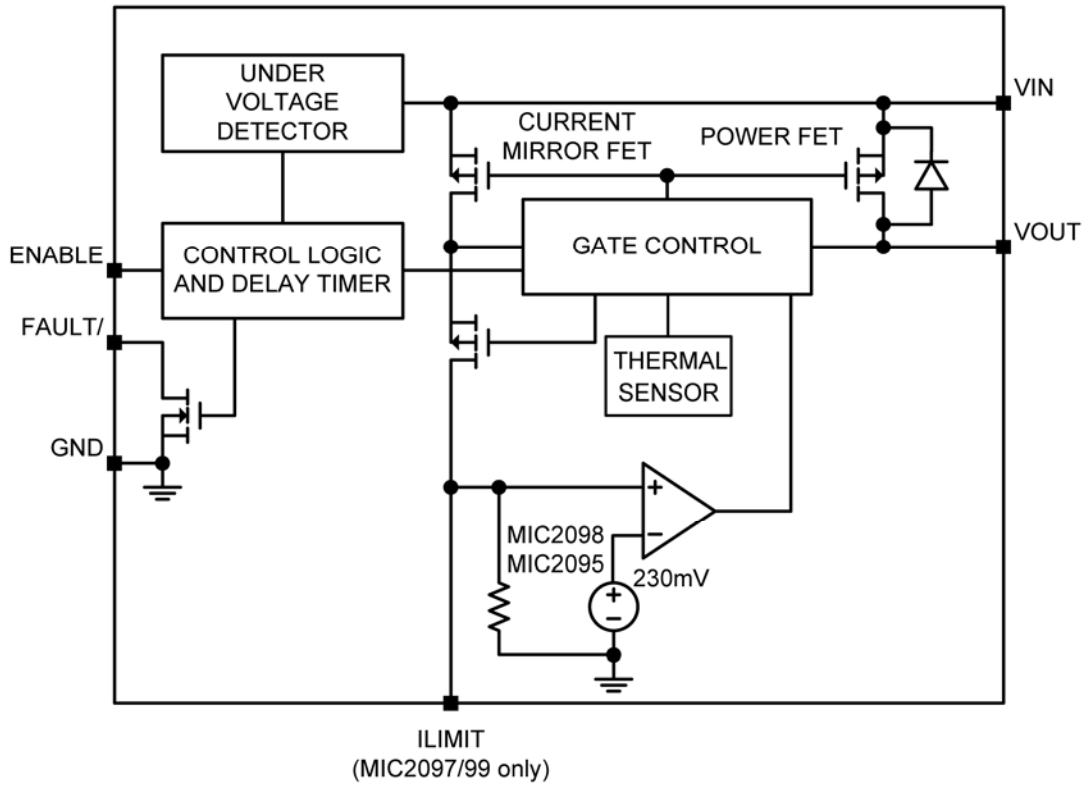 UNDER
VOLTAGE
DETECTOR
VIN
CURRENT
MIRROR FET
POWER FET
GATE CONTROL
VOUT
ENABLE
CONTROL LOGIC
AND DELAY TIMER
FAULT/
THERMAL
SENSOR
GND
+
−
MIC2098
MIC2095
230mV
+
−
ILIMIT
(MIC2097/99 only)